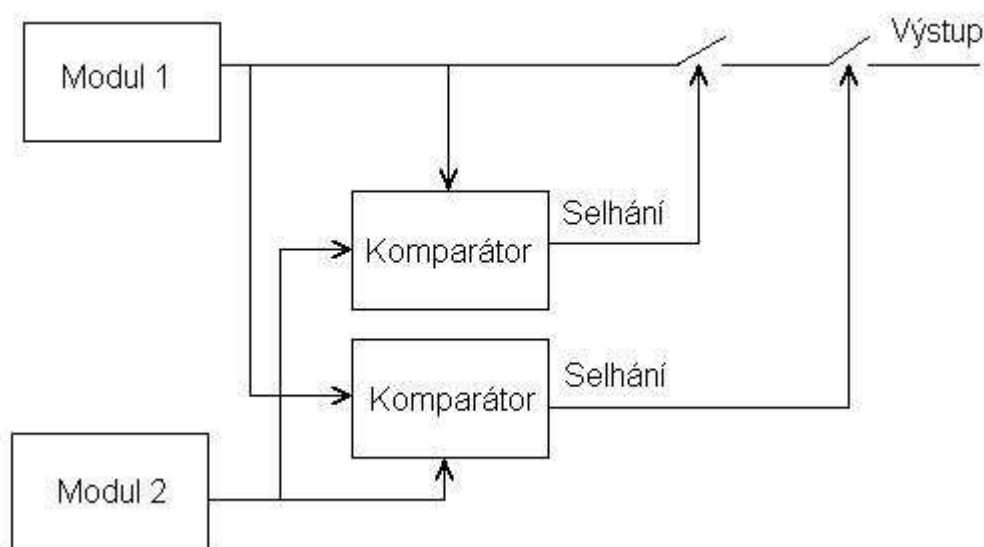 Výstup
Modul 1
Selhání
Komparátor
Selhání
Komparátor
Modul 2